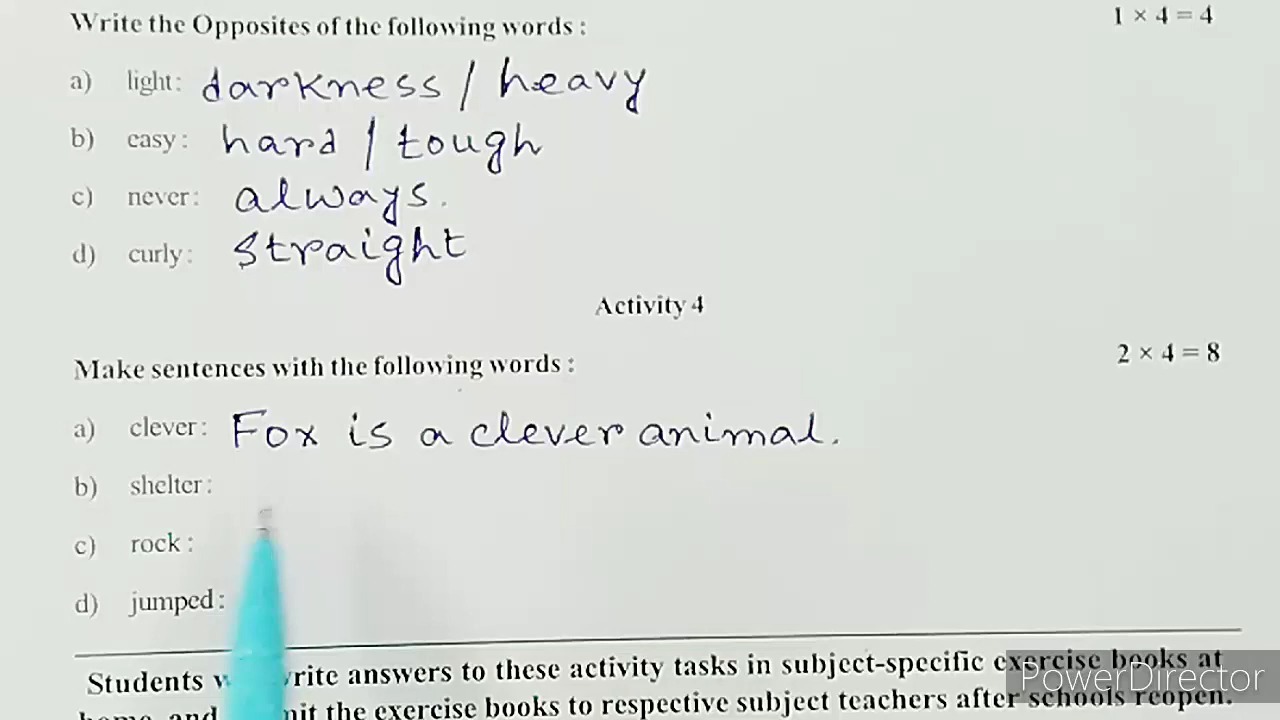 Write the Opposites of the following words : 1 × 4 = 4
a) light: darkness / heavy
b) easy: hard / tough
c) never: always.
d) curly: straight
Activity 4
Make sentences with the following words : 2 × 4 = 8
a) clever: Fox is a clever animal.
b) shelter:
c) rock :
d) jumped:
Students write answers to these activity tasks in subject-specific exercise books at
and the exercise books to respective subject teachers after schools reopen.
PowerDirector